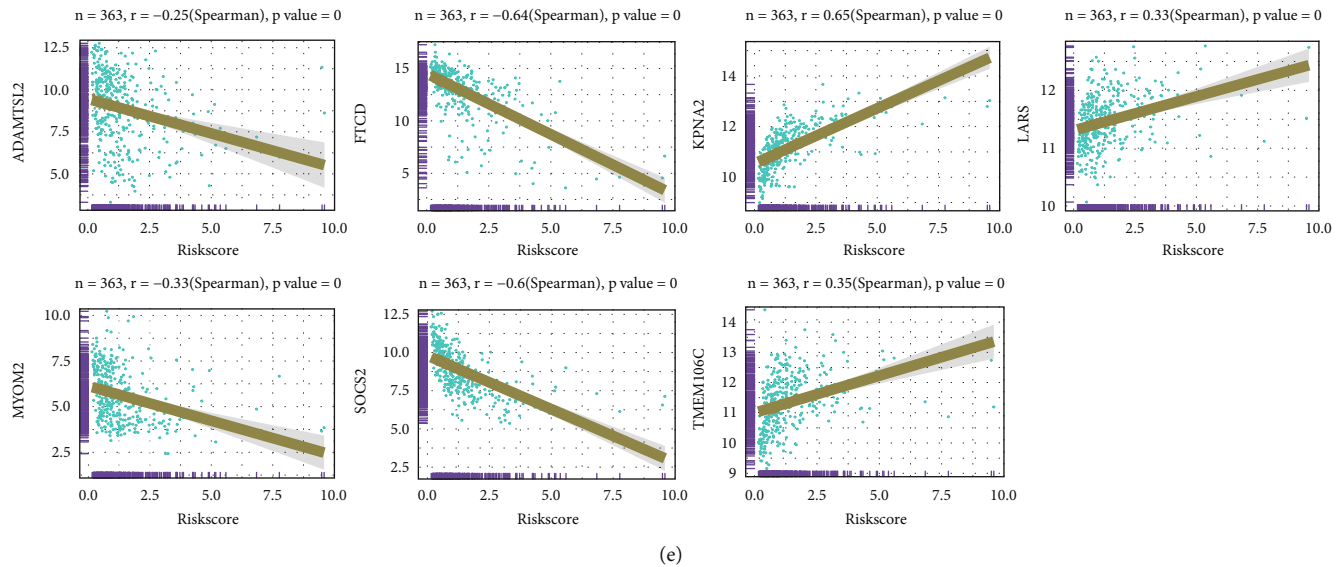 n = 363, r = −0.25(Spearman), p value = 0
n = 363, r = −0.64(Spearman), p value = 0
n = 363, r = 0.65(Spearman), p value = 0
n = 363, r = 0.33(Spearman), p value = 0
ADAMTSL2
12.5
10.0
7.5
5.0
0.0 2.5 5.0 7.5 10.0
Riskscore
FTCD
15
10
5
0.0 2.5 5.0 7.5 10.0
Riskscore
KPNA2
14
12
10
0.0 2.5 5.0 7.5 10.0
Riskscore
LARS
12
11
10
0.0 2.5 5.0 7.5 10.0
Riskscore
n = 363, r = −0.33(Spearman), p value = 0
n = 363, r = −0.6(Spearman), p value = 0
n = 363, r = 0.35(Spearman), p value = 0
MYOM2
10.0
7.5
5.0
2.5
0.0 2.5 5.0 7.5 10.0
Riskscore
SOCS2
12.5
10.0
7.5
5.0
2.5
0.0 2.5 5.0 7.5 10.0
Riskscore
TMEM106C
14
13
12
11
10
9
0.0 2.5 5.0 7.5 10.0
Riskscore
(e)